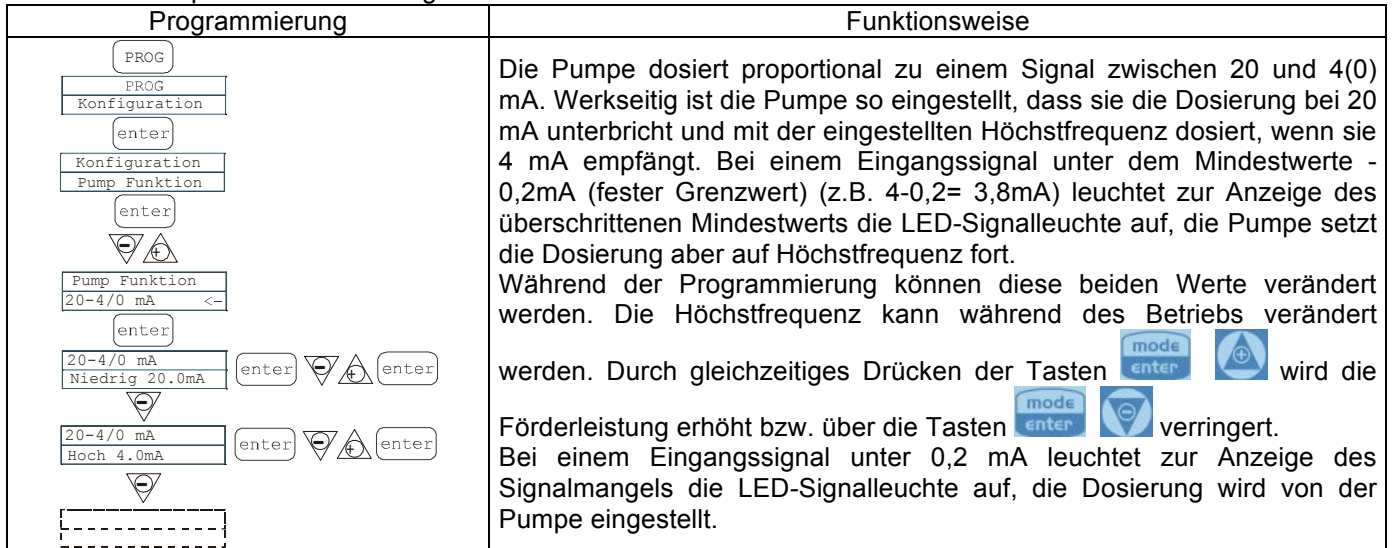 Programmierung
Funktionsweise
PROG
PROG
Konfiguration
enter
Konfiguration
Pump Funktion
enter
Pump Funktion
20-4/0 mA <-
enter
20-4/0 mA
Niedrig 20.0mA
enter enter
20-4/0 mA
Hoch 4.0mA
enter enter
Die Pumpe dosiert proportional zu einem Signal zwischen 20 und 4(0)
mA. Werkseitig ist die Pumpe so eingestellt, dass sie die Dosierung bei 20
mA unterbricht und mit der eingestellten Höchstfrequenz dosiert, wenn sie
4 mA empfängt. Bei einem Eingangssignal unter dem Mindestwerte -
0,2mA (fester Grenzwert) (z.B. 4-0,2= 3,8mA) leuchtet zur Anzeige des
überschrittenen Mindestwerts die LED-Signalleuchte auf, die Pumpe setzt
die Dosierung aber auf Höchstfrequenz fort.
Während der Programmierung können diese beiden Werte verändert
werden. Die Höchstfrequenz kann während des Betriebs verändert
werden. Durch gleichzeitiges Drücken der Tasten mode enter wird die
Förderleistung erhöht bzw. über die Tasten mode enter verringert.
Bei einem Eingangssignal unter 0,2 mA leuchtet zur Anzeige des
Signalmangels die LED-Signalleuchte auf, die Dosierung wird von der
Pumpe eingestellt.